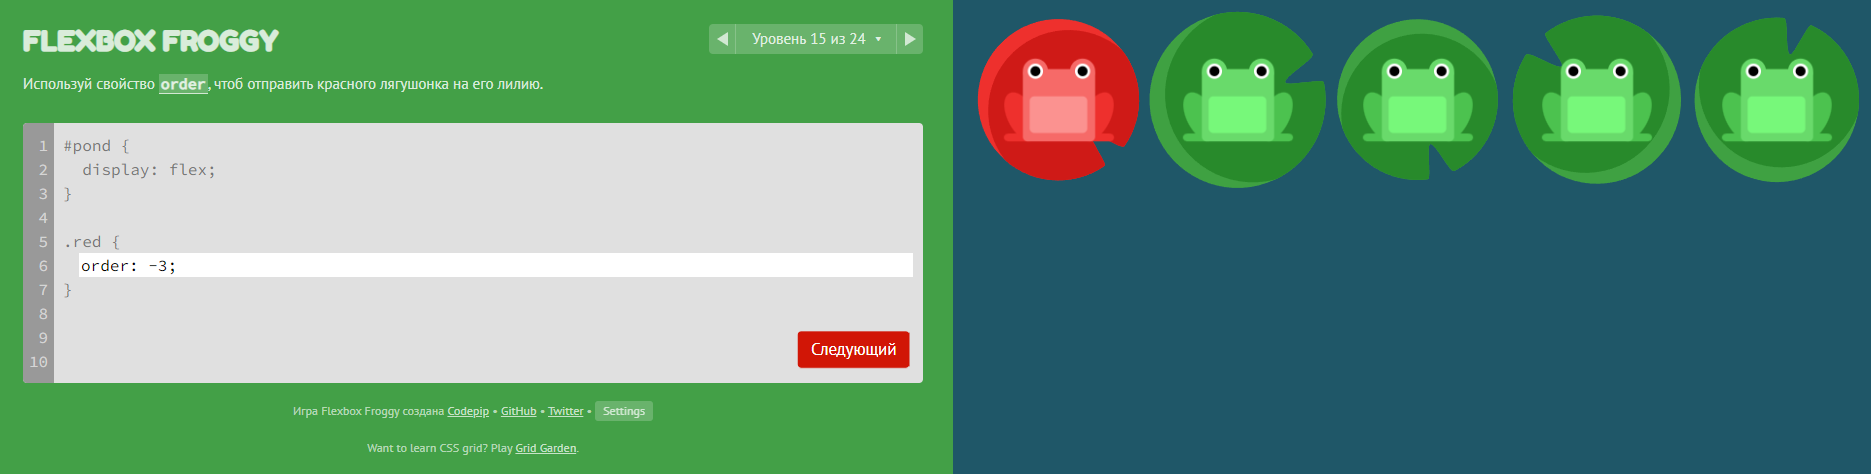 FLEXBOX FROGGY
Уровень 15 из 24
Используй свойство order, чтоб отправить красного лягушонка на его лилию.
1 #pond {
2 display: flex;
3 }
4
5 .red {
6 order: -3;
7 }
8
9
10
Следующий
Игра Flexbox Froggy создана Codepip • GitHub • Twitter • Settings
Want to learn CSS grid? Play Grid Garden.